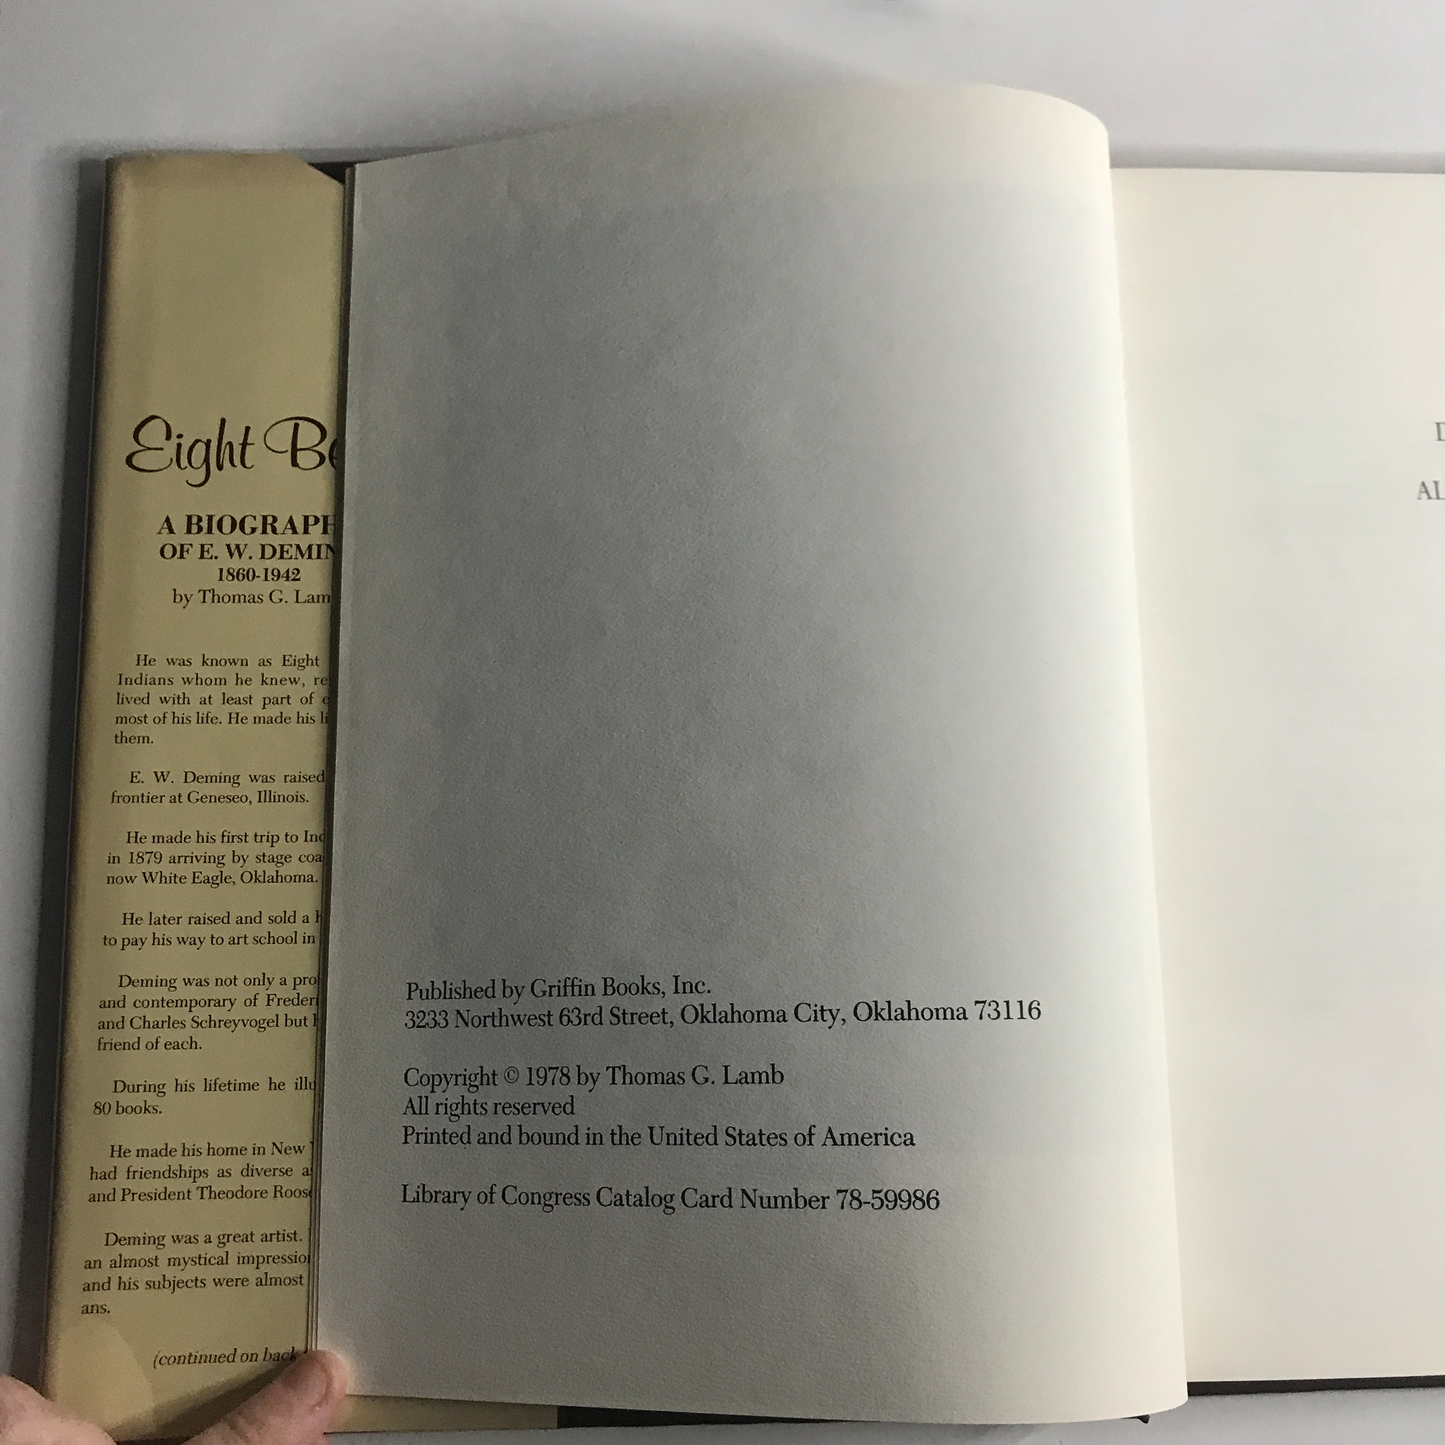 Eight
A BIOGRAPH
OF E. W. DEMIN
1860-1942
by Thomas G. Lam
He was known as Eight
Indians whom he knew, re
lived with at least part of
most of his life. He made his li
them.
E. W. Deming was raised
frontier at Geneseo, Illinois.
He made his first trip to Ind
in 1879 arriving by stage coa
now White Eagle, Oklahoma.
He later raised and sold a
to pay his way to art school in
Deming was not only a pro
and contemporary of Frederi
and Charles Schreyvogel but
friend of each.
During his lifetime he illu
80 books.
He made his home in New
had friendships as diverse a
and President Theodore Roose
Deming was a great artist.
an almost mystical impressio
and his subjects were almost
ans.
(continued on back
Published by Griffin Books, Inc.
3233 Northwest 63rd Street, Oklahoma City, Oklahoma 73116
Copyright © 1978 by Thomas G. Lamb
All rights reserved
Printed and bound in the United States of America
Library of Congress Catalog Card Number 78-59986
AL